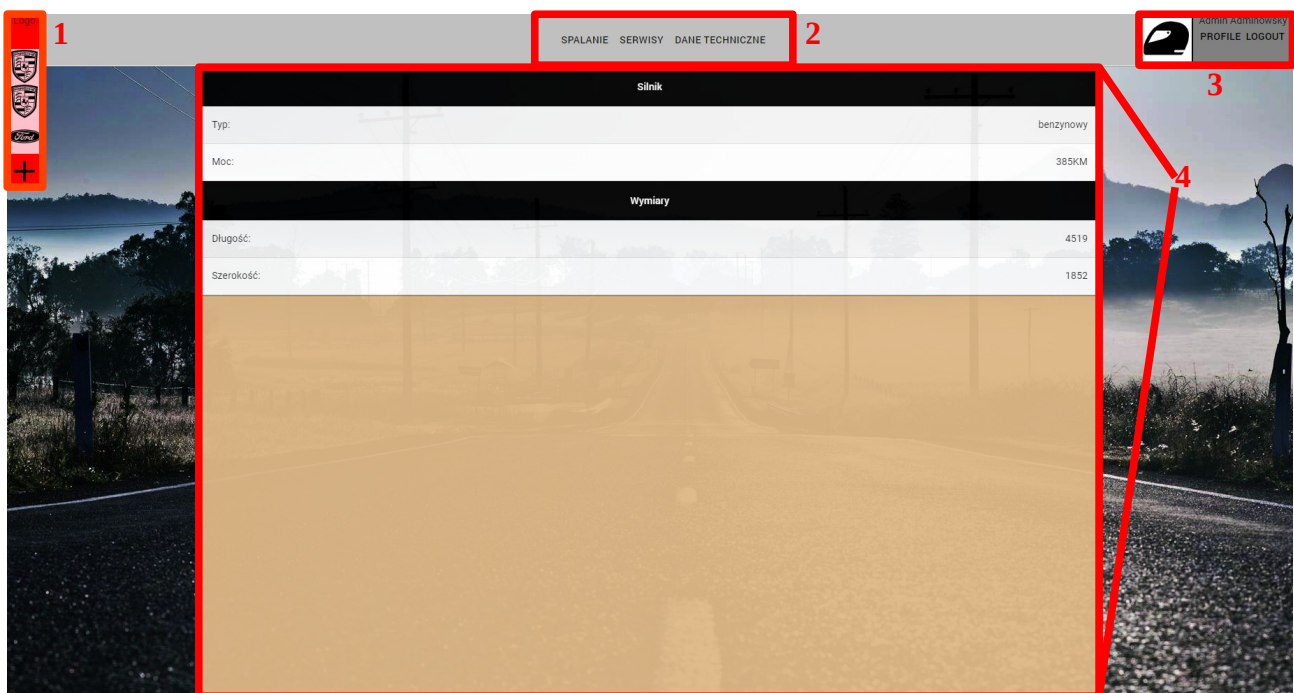 Logo
1
SPALANIE SERWISY DANE TECHNICZNE
2
Admin Adminowsky
PROFILE LOGOUT
3
Silnik
Typ: benzynowy
Moc: 385KM
4
Wymiary
Długość: 4519
Szerokość: 1852
Ford